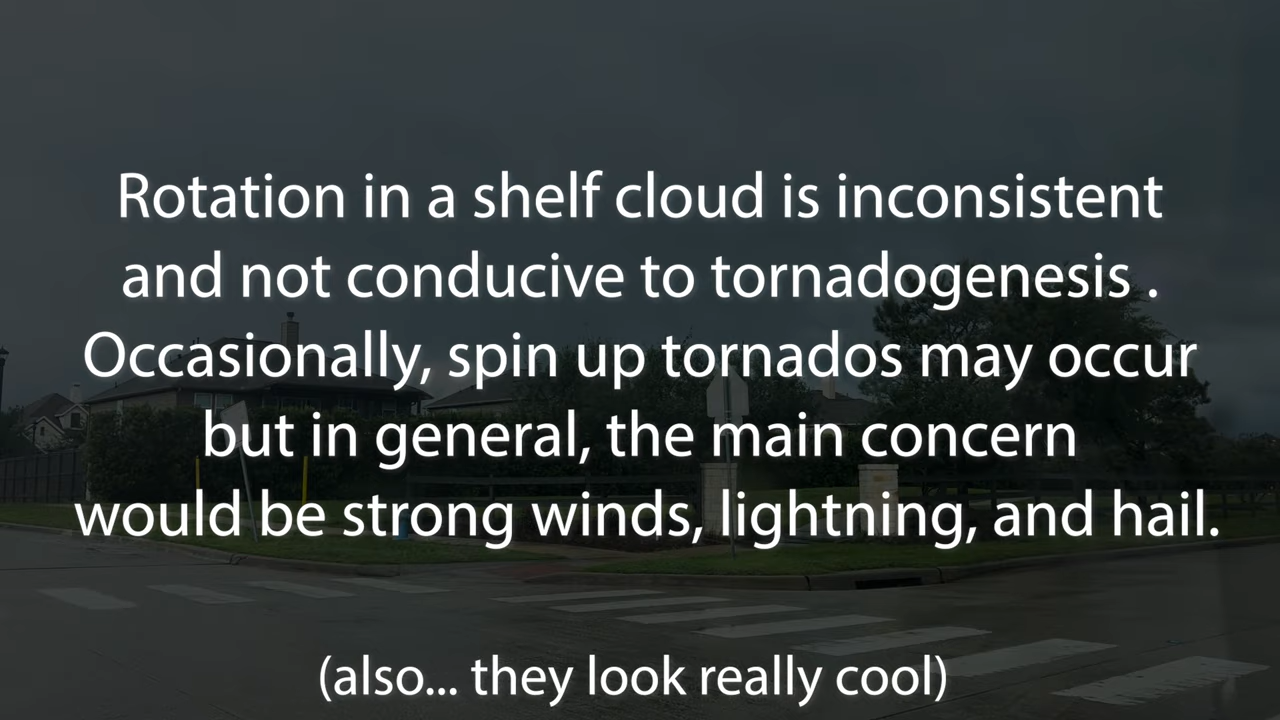 Rotation in a shelf cloud is inconsistent
and not conducive to tornadogenesis .
Occasionally, spin up tornados may occur
but in general, the main concern
would be strong winds, lightning, and hail.
(also... they look really cool)